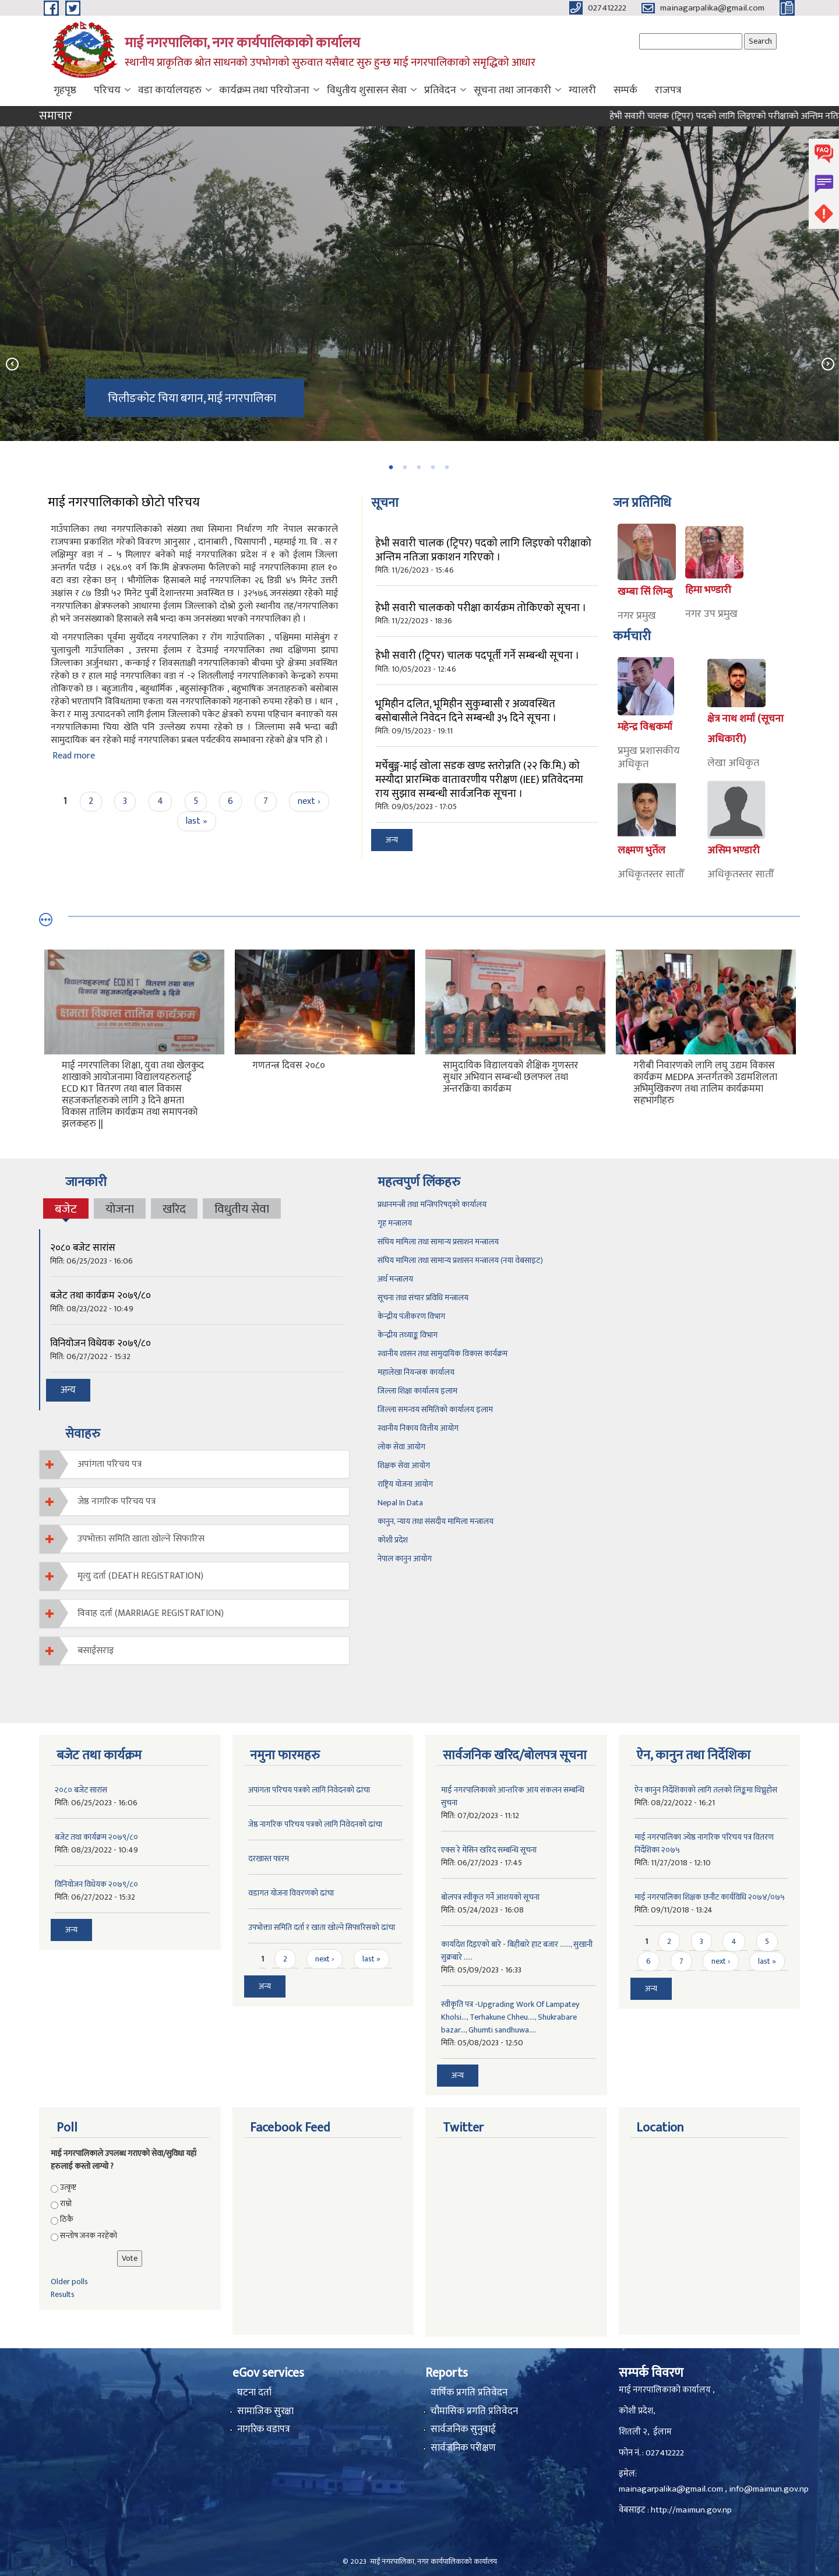 027412222
mainagarpalika@gmail.com
माई नगरपालिका, नगर कार्यपालिकाको कार्यालय
स्थानीय प्राकृतिक श्रोत साधनको उपभोगको सुरुवात यसैबाट सुरु हुन्छ माई नगरपालिकाको समृद्धिको आधार
Search
गृहपृष्ठ परिचय वडा कार्यालयहरु कार्यक्रम तथा परियोजना विधुतीय शुसासन सेवा प्रतिवेदन सूचना तथा जानकारी ग्यालरी सम्पर्क राजपत्र
समाचार
हेभी सवारी चालक (ट्रिपर) पदको लागि लिइएको परीक्षाको अन्तिम नति
FAQ
चिलीङकोट चिया बगान, माई नगरपालिका
माई नगरपालिकाको छोटो परिचय
गाउँपालिका तथा नगरपालिकाको संख्या तथा सिमाना निर्धारण गरि नेपाल सरकारले
राजपत्रमा प्रकाशित गरेको विवरण अनुसार , दानाबारी , चिसापानी , महमाई गा. वि . स र
लक्षिम्पुर वडा नं – ५ मिलाएर बनेको माई नगरपालिका प्रदेश नं १ को ईलाम जिल्ला
अन्तर्गत पर्दछ । २६४.०९ वर्ग कि.मि क्षेत्रफलमा फैलिएको माई नगरपालिकामा हाल १०
वटा वडा रहेका छन् । भौगोलिक हिसाबले माई नगरपालिका २६ डिग्री ४५ मिनेट उत्तरी
अक्षांस र ८७ डिग्री ५२ मिनेट पुर्बी देशान्तरमा अवस्थित छ । ३२५७६ जनसंख्या रहेको माई
नगरपालिका क्षेत्रफलको आधारमा ईलाम जिल्लाको दोश्रो ठुलो स्थानीय तह/नगरपालिका
हो भने जनसंख्याको हिसाबले सबै भन्दा कम जनसंख्या भएको नगरपालिका हो ।
यो नगरपालिका पूर्वमा सुर्योदय नगरपालिका र रोंग गाउँपालिका , पश्चिममा मांसेबुंग र
चुलाचुली गाउँपालिका , उत्तरमा ईलाम र देउमाई नगरपालिका तथा दक्षिणमा झापा
जिल्लाका अर्जुनधारा , कन्काई र शिवसताक्षी नगरपालिकाको बीचमा चुरे क्षेत्रमा अवस्थित
रहेको छ र हाल माई नगरपालिका वडा नं -२ शितलीको नगरपालिकाको केन्द्रको रुपमा
तोकिएको छ । बहुजातीय , बहुधार्मिक , बहुसांस्कृतिक , बहुभाषिक जनताहरुको बसोबास
रहेको भएतापनि विविधतामा एकता यस नगरपालिकाको गहनाको रुपमा रहेको छ । धान ,
केरा र मासु उत्पादनको लागि ईलाम जिल्लाको पकेट क्षेत्रको रुपमा पहिचान बनाएको यस
नगरपालिकामा चिया खेति पनि उल्लेख्य रुपमा रहेको छ । जिल्लामा सबै भन्दा बढी
सामुदायिक बन रहेको माई नगरपालिका प्रबल पर्यटकीय सम्भावना रहेको क्षेत्र पनि हो ।
Read more
1 2 3 4 5 6 7 next ›
last »
सूचना
हेभी सवारी चालक (ट्रिपर) पदको लागि लिइएको परीक्षाको
अन्तिम नतिजा प्रकाशन गरिएको ।
मिति: 11/26/2023 - 15:46
हेभी सवारी चालकको परीक्षा कार्यक्रम तोकिएको सूचना ।
मिति: 11/22/2023 - 18:36
हेभी सवारी (ट्रिपर) चालक पदपूर्ती गर्ने सम्बन्धी सूचना ।
मिति: 10/05/2023 - 12:46
भूमिहीन दलित, भूमिहीन सुकुम्बासी र अव्यवस्थित
बसोबासीले निवेदन दिने सम्बन्धी ३५ दिने सूचना ।
मिति: 09/15/2023 - 19:11
मर्चेबुङ्ग-माई खोला सडक खण्ड स्तरोन्नति (२२ कि.मि.) को
मस्यौदा प्रारम्भिक वातावरणीय परीक्षण (IEE) प्रतिवेदनमा
राय सुझाव सम्बन्धी सार्वजनिक सूचना ।
मिति: 09/05/2023 - 17:05
अन्य
जन प्रतिनिधि
खम्बा सिं लिम्बु
नगर प्रमुख
हिमा भण्डारी
नगर उप प्रमुख
कर्मचारी
महेन्द्र विश्वकर्मा
प्रमुख प्रशासकीय
अधिकृत
क्षेत्र नाथ शर्मा (सूचना
अधिकारी)
लेखा अधिकृत
लक्ष्मण भुर्तेल
अधिकृतस्तर सातौँ
असिम भण्डारी
अधिकृतस्तर सातौँ
विद्यालयहरुलाई ECD KIT वितरण तथा बाल
विकास सहजकर्ताहरुकोलागि ३ दिने
क्षमता विकास तालिम कार्यक्रम
माई नगरपालिका शिक्षा, युवा तथा खेलकुद
शाखाको आयोजनामा विद्यालयहरुलाई
ECD KIT वितरण तथा बाल विकास
सहजकर्ताहरुको लागि ३ दिने क्षमता
विकास तालिम कार्यक्रम तथा समापनको
झलकहरु ||
गणतन्त्र दिवस २०८०
सामुदायिक विद्यालयको शैक्षिक गुणस्तर
सुधार अभियान सम्बन्धी छलफल तथा
अन्तरक्रिया कार्यक्रम
गरीबी निवारणको लागि लघु उद्यम विकास
कार्यक्रम MEDPA अन्तर्गतको उद्यमशिलता
अभिमुखिकरण तथा तालिम कार्यक्रममा
सहभागीहरु
जानकारी
बजेट योजना खरिद विधुतीय सेवा
२०८० बजेट सारांस
मिति: 06/25/2023 - 16:06
बजेट तथा कार्यक्रम २०७९/८०
मिति: 08/23/2022 - 10:49
विनियोजन विधेयक २०७९/८०
मिति: 06/27/2022 - 15:32
अन्य
सेवाहरु
अपांगता परिचय पत्र
जेष्ठ नागरिक परिचय पत्र
उपभोक्ता समिति खाता खोल्ने सिफारिस
मृत्यु दर्ता (DEATH REGISTRATION)
विवाह दर्ता (MARRIAGE REGISTRATION)
बसाईसराइ
महत्वपुर्ण लिंकहरु
प्रधानमन्त्री तथा मन्त्रिपरिषद्को कार्यालय
गृह मन्त्रालय
संघिय मामिला तथा सामान्य प्रसाशन मन्त्रालय
संघिय मामिला तथा सामान्य प्रशासन मन्त्रालय (नया वेबसाइट)
अर्थ मन्त्रालय
सूचना तथा संचार प्रविधि मन्त्रालय
केन्द्रीय पंजीकरण विभाग
केन्द्रीय तथ्याङ्क विभाग
स्थानीय शासन तथा सामुदायिक विकास कार्यक्रम
महालेखा नियन्त्रक कार्यालय
जिल्ला शिक्षा कार्यालय इलाम
जिल्ला समन्वय समितिको कार्यालय इलाम
स्थानीय निकाय वित्तीय आयोग
लोक सेवा आयोग
शिक्षक सेवा आयोग
राष्ट्रिय योजना आयोग
Nepal In Data
कानुन, न्याय तथा संसदीय मामिला मन्त्रालय
कोशी प्रदेश
नेपाल कानुन आयोग
बजेट तथा कार्यक्रम
२०८० बजेट सारांस
मिति: 06/25/2023 - 16:06
बजेट तथा कार्यक्रम २०७९/८०
मिति: 08/23/2022 - 10:49
विनियोजन विधेयक २०७९/८०
मिति: 06/27/2022 - 15:32
अन्य
नमुना फारमहरु
अपांगता परिचय पत्रको लागि निवेदनको ढांचा
जेष्ठ नागरिक परिचय पत्रको लागि निवेदनको ढांचा
दरखास्त फारम
वडागत योजना विवरणको ढांचा
उपभोक्ता समिति दर्ता र खाता खोल्ने सिफारिसको ढांचा
1 2 next › last »
अन्य
सार्वजनिक खरिद/बोलपत्र सूचना
माई नगरपालिकाको आन्तरिक आय संकलन सम्बन्धि
सुचना
मिति: 07/02/2023 - 11:12
एक्स रे मेसिन खरिद सम्बन्धि सूचना
मिति: 06/27/2023 - 17:45
बोलपत्र स्वीकृत गर्ने आशयको सूचना
मिति: 05/24/2023 - 16:08
कार्यादेश दिइएको बारे - बिहीबारे हाट बजार ......, सुखानी
सुक्रबारे .....
मिति: 05/09/2023 - 16:33
स्वीकृति पत्र -Upgrading Work Of Lampatey
Kholsi..., Terhakune Chheu...., Shukrabare
bazar..., Ghumti sandhuwa....
मिति: 05/08/2023 - 12:50
अन्य
ऐन, कानुन तथा निर्देशिका
ऐन कानुन निर्देशिकाको लागि तलको लिङ्कमा थिच्नुहोस
मिति: 08/22/2022 - 16:21
माई नगरपालिका ज्येष्ठ नागरिक परिचय पत्र वितरण
निर्देशिका २०७५
मिति: 11/27/2018 - 12:10
माई नगरपालिका शिक्षक छनौट कार्यविधि २०७४/०७५
मिति: 09/11/2018 - 13:24
1 2 3 4 5
6 7 next › last »
अन्य
Poll
माई नगरपालिकाले उपलब्ध गराएको सेवा/सुविधा यहाँ
हरुलाई कस्तो लाग्यो ?
उत्कृष्ट
राम्रो
ठिकै
सन्तोष जनक नरहेको
Vote
Older polls
Results
Facebook Feed
Twitter
Location
eGov services
घटना दर्ता
सामाजिक सुरक्षा
नागरिक वडापत्र
Reports
वार्षिक प्रगति प्रतिवेदन
चौमासिक प्रगति प्रतिवेदन
सार्वजनिक सुनुवाई
सार्वजनिक परीक्षण
सम्पर्क विवरण
माई नगरपालिकाको कार्यालय ,
कोशी प्रदेश,
शितली २, ईलाम
फोन नं. : 027412222
इमेल:
mainagarpalika@gmail.com , info@maimun.gov.np
वेबसाइट : http://maimun.gov.np
© 2023 माई नगरपालिका, नगर कार्यपालिकाको कार्यालय